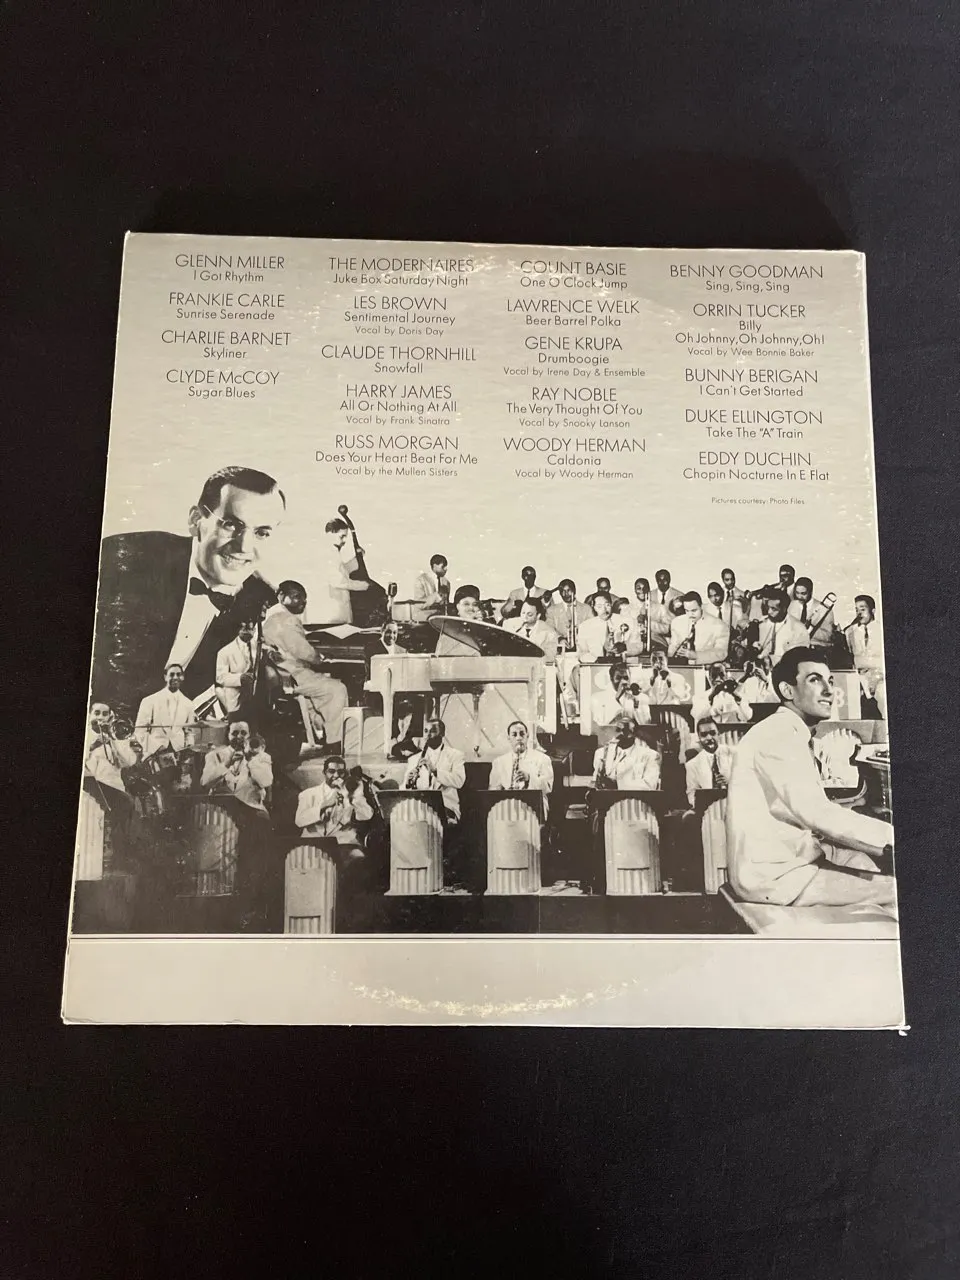 GLENN MILLER
I Got Rhythm
FRANKIE CARLE
Sunrise Serenade
CHARLIE BARNET
Skyliner
CLYDE McCOY
Sugar Blues
THE MODERNAIRES
Juke Box Saturday Night
LES BROWN
Sentimental Journey
Vocal by Doris Day
CLAUDE THORNHILL
Snowfall
HARRY JAMES
All Or Nothing At All
Vocal by Frank Sinatra
RUSS MORGAN
Does Your Heart Beat For Me
Vocal by the Mullen Sisters
COUNT BASIE
One O'Clock Jump
LAWRENCE WELK
Beer Barrel Polka
GENE KRUPA
Drumboogie
Vocal by Irene Day & Ensemble
RAY NOBLE
The Very Thought Of You
Vocal by Snooky Lanson
WOODY HERMAN
Caldonia
Vocal by Woody Herman
BENNY GOODMAN
Sing, Sing, Sing
ORRIN TUCKER
Billy
Oh Johnny, Oh Johnny, Oh!
Vocal by Wee Bonnie Baker
BUNNY BERIGAN
I Can't Get Started
DUKE ELLINGTON
Take The "A" Train
EDDY DUCHIN
Chopin Nocturne In E Flat
Pictures courtesy: Photo Files